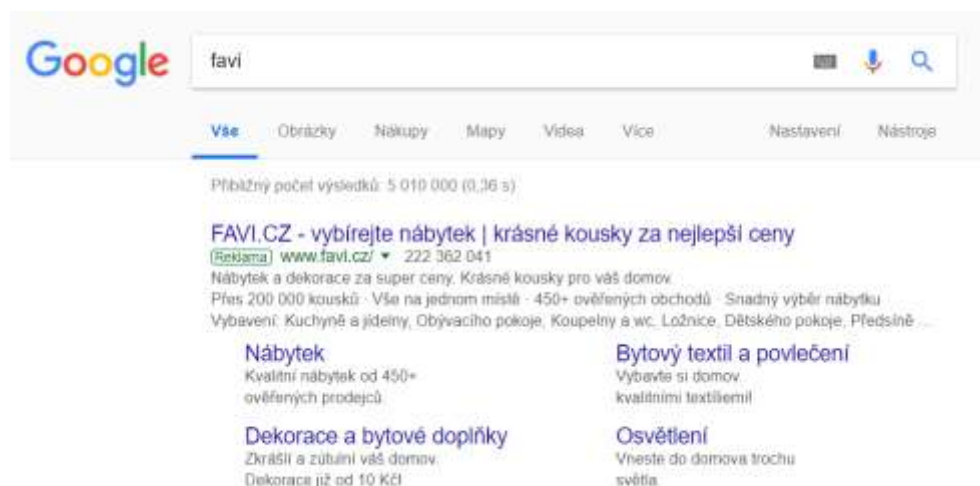 Google
favi
Vše Obrázky Nákupy Mapy Videa Více Nastavení Nástroje
Přibližný počet výsledků: 5 010 000 (0,36 s)
FAVI.CZ - vybírejte nábytek | krásné kousky za nejlepší ceny
Reklama www.favi.cz/ 222 362 041
Nábytek a dekorace za super ceny. Krásné kousky pro váš domov.
Přes 200 000 kousků · Vše na jednom místě · 450+ ověřených obchodů · Snadný výběr nábytku
Vybavení: Kuchyně a jídelny, Obývacího pokoje, Koupelny a wc, Ložnice, Dětského pokoje, Předsíně ...
Nábytek
Kvalitní nábytek od 450+
ověřených prodejců.
Bytový textil a povlečení
Vybavte si domov
kvalitními textíliemi!
Dekorace a bytové doplňky
Zkrášlí a zútulní váš domov.
Dekorace již od 10 Kč!
Osvětlení
Vneste do domova trochu
světla.